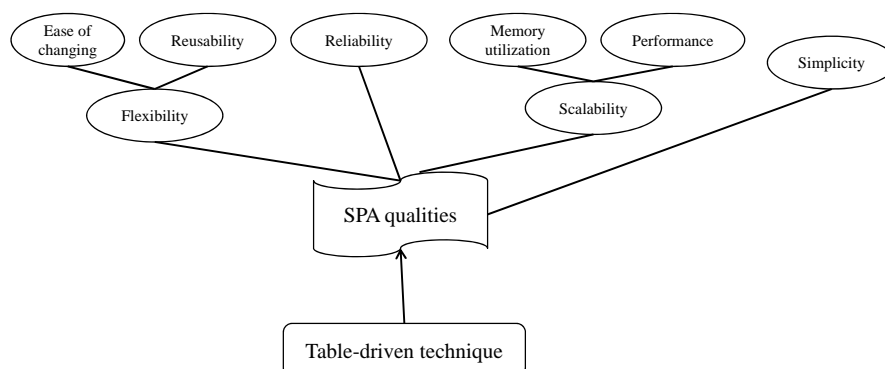 Ease of
changing
Reusability
Reliability
Memory
utilization
Performance
Simplicity
Flexibility
Scalability
SPA qualities
Table-driven technique